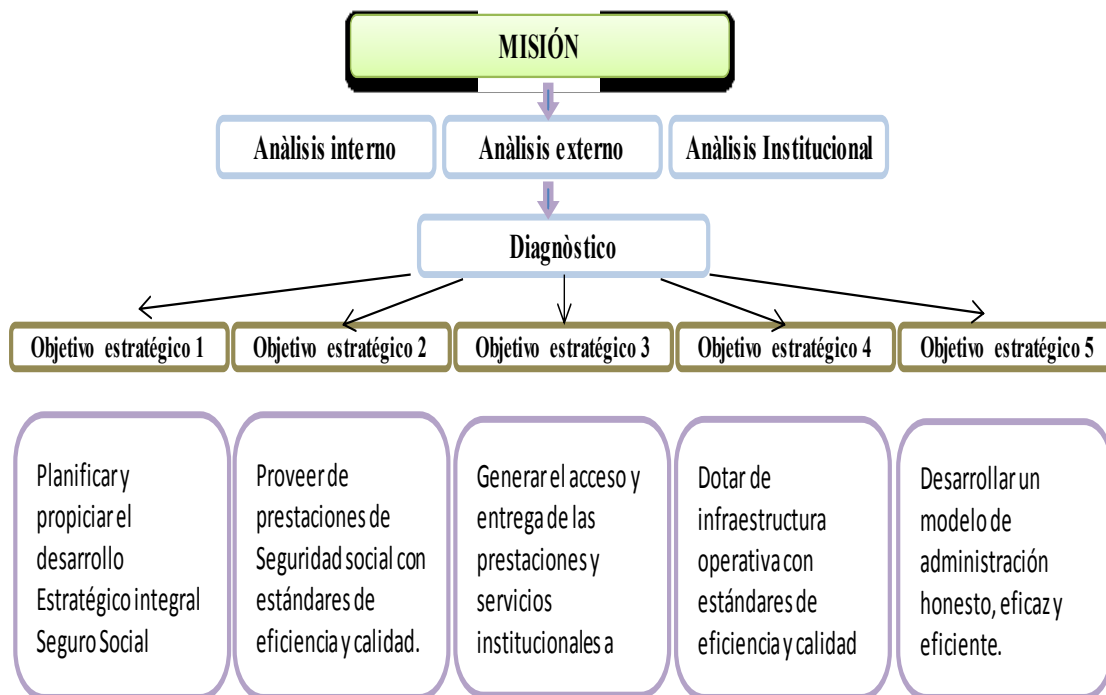 MISIÓN
Anàlisis interno
Anàlisis externo
Anàlisis Institucional
Diagnòstico
Objetivo estratégico 1
Objetivo estratégico 2
Objetivo estratégico 3
Objetivo estratégico 4
Objetivo estratégico 5
Planificar y
propiciar el
desarrollo
Estratégico integral
Seguro Social
Proveer de
prestaciones de
Seguridad social con
estándares de
eficiencia y calidad.
Generar el acceso y
entrega de las
prestaciones y
servicios
institucionales a
Dotar de
infraestructura
operativa con
estándares de
eficiencia y calidad
Desarrollar un
modelo de
administración
honesto, eficaz y
eficiente.